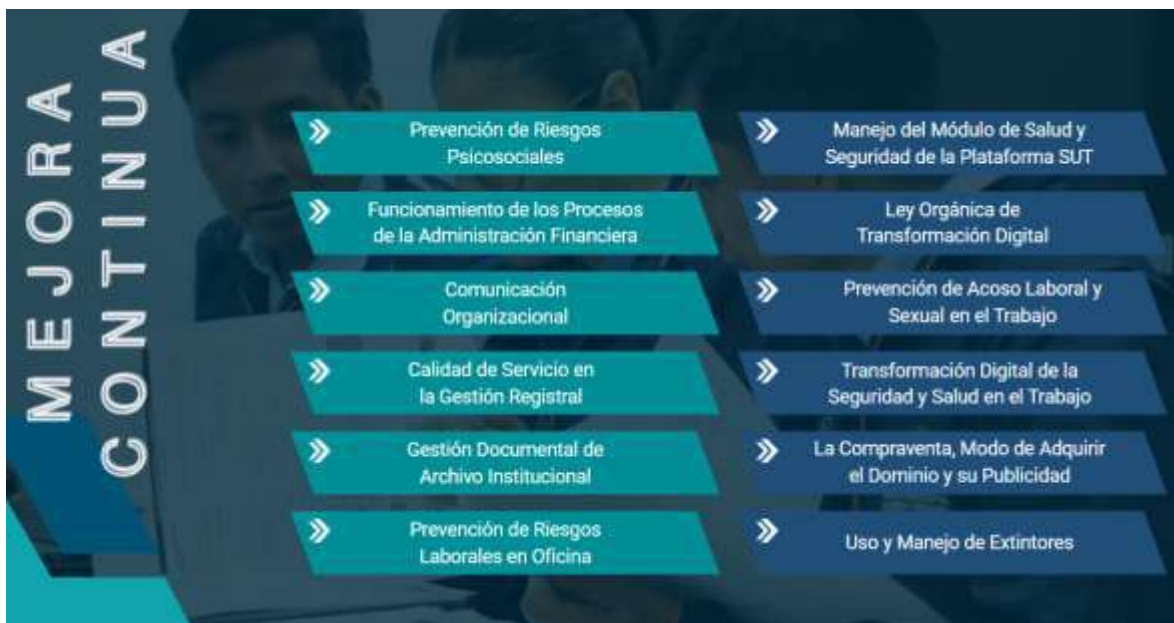 MEJORA
CONTINUA
Prevención de Riesgos
Psicosociales
Funcionamiento de los Procesos
de la Administración Financiera
Comunicación
Organizacional
Calidad de Servicio en
la Gestión Registral
Gestión Documental de
Archivo Institucional
Prevención de Riesgos
Laborales en Oficina
Manejo del Módulo de Salud y
Seguridad de la Plataforma SUT
Ley Orgánica de
Transformación Digital
Prevención de Acoso Laboral y
Sexual en el Trabajo
Transformación Digital de la
Seguridad y Salud en el Trabajo
La Compraventa, Modo de Adquirir
el Dominio y su Publicidad
Uso y Manejo de Extintores